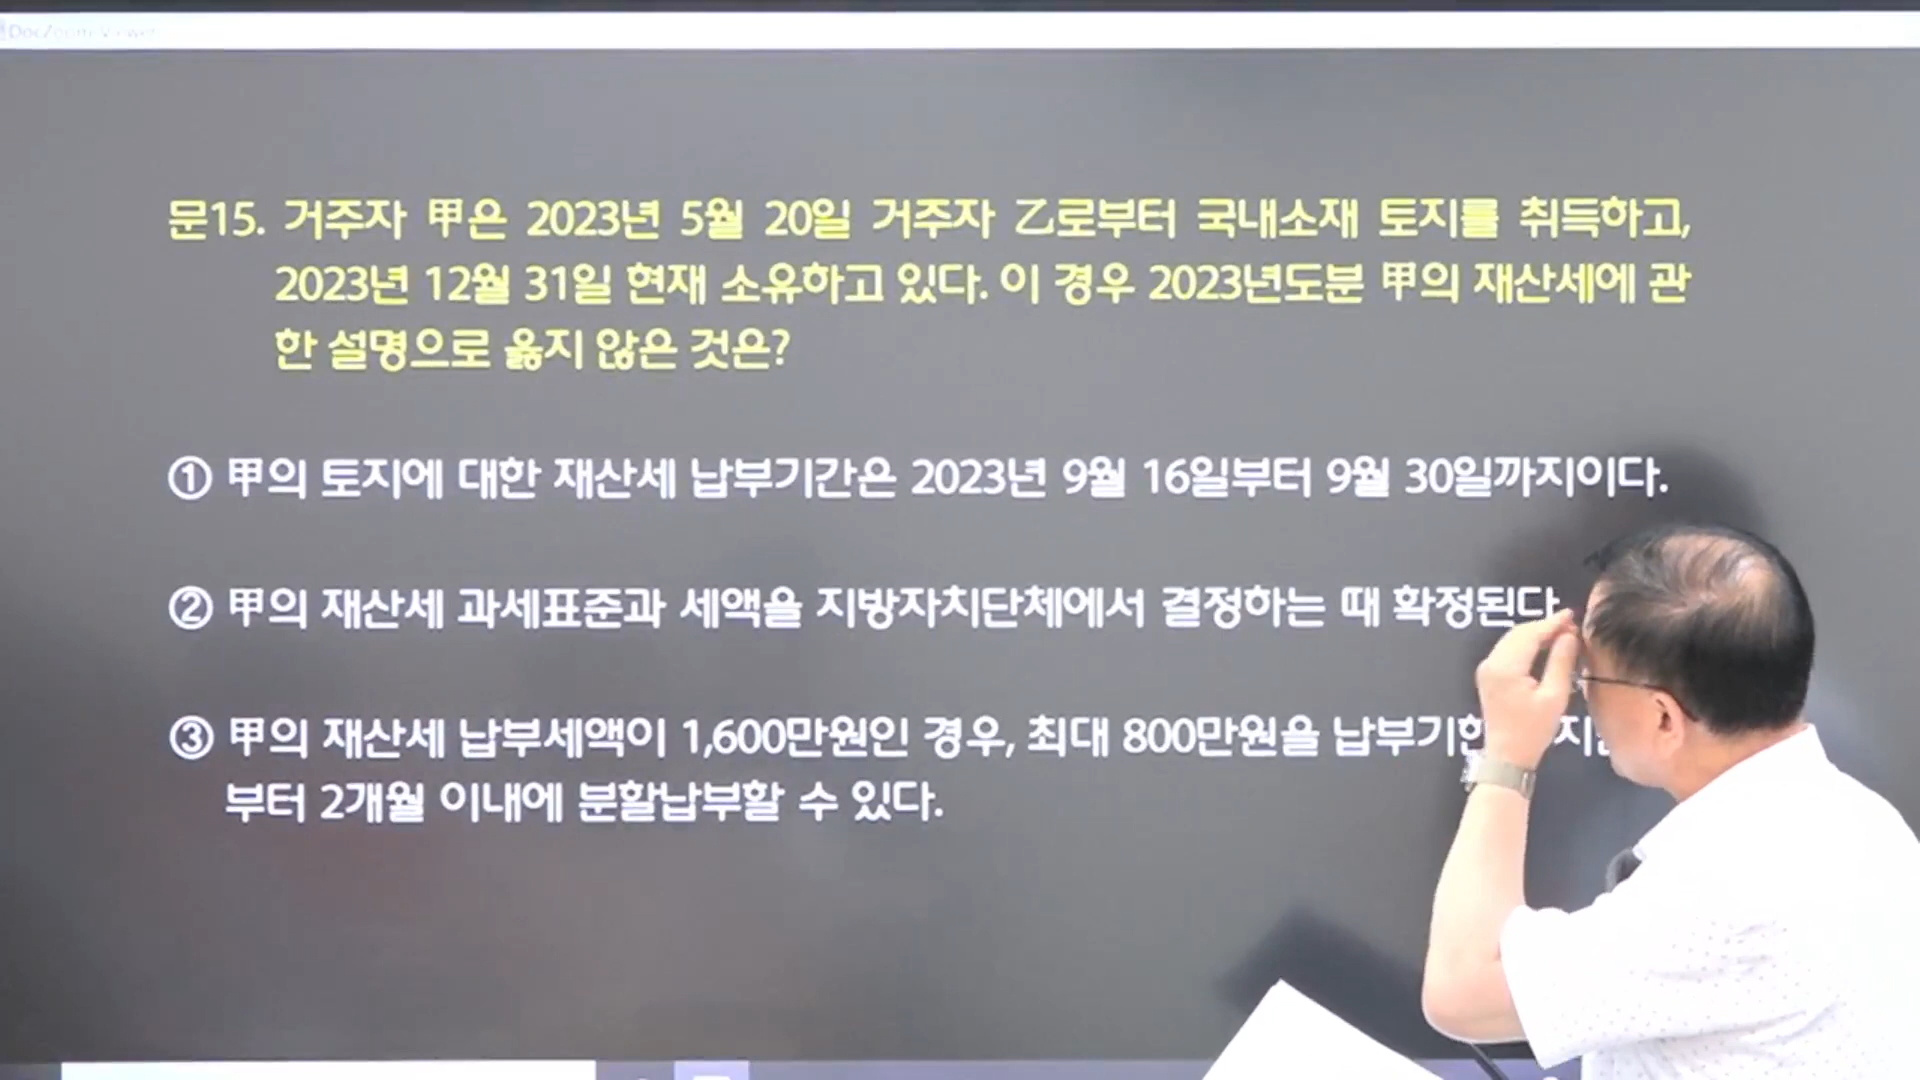 DocZoom Viewer
문15. 거주자 甲은 2023년 5월 20일 거주자 乙로부터 국내소재 토지를 취득하고,
2023년 12월 31일 현재 소유하고 있다. 이 경우 2023년도분 甲의 재산세에 관
한 설명으로 옳지 않은 것은?
① 甲의 토지에 대한 재산세 납부기간은 2023년 9월 16일부터 9월 30일까지이다.
② 甲의 재산세 과세표준과 세액을 지방자치단체에서 결정하는 때 확정된다
③ 甲의 재산세 납부세액이 1,600만원인 경우, 최대 800만원을 납부기한
부터 2개월 이내에 분할납부할 수 있다.